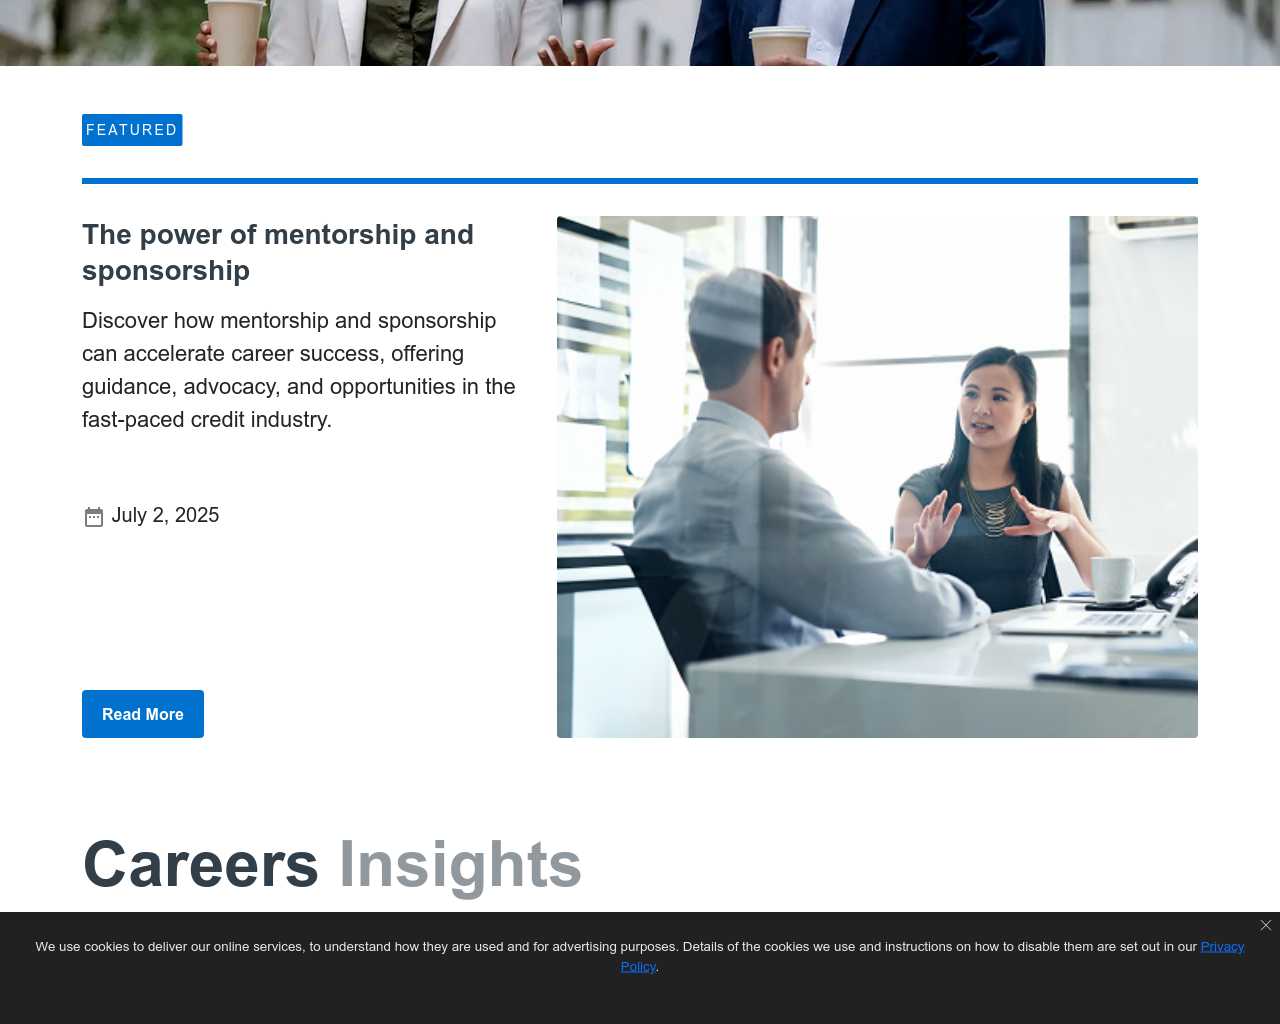 FEATURED
The power of mentorship and
sponsorship
Discover how mentorship and sponsorship
can accelerate career success, offering
guidance, advocacy, and opportunities in the
fast-paced credit industry.
July 2, 2025
Read More
Careers Insights
We use cookies to deliver our online services, to understand how they are used and for advertising purposes. Details of the cookies we use and instructions on how to disable them are set out in our Privacy
Policy.